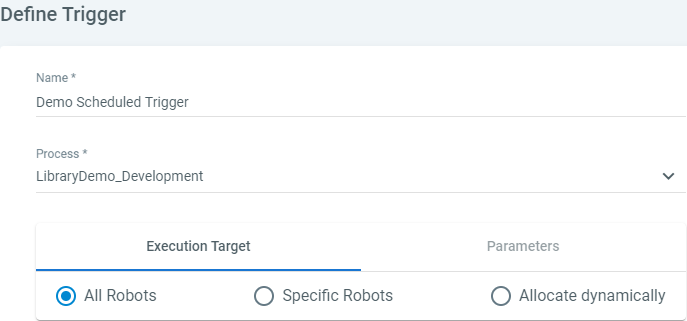 Define Trigger
Name *
Demo Scheduled Trigger
Process *
LibraryDemo_Development
Execution Target Parameters
All Robots Specific Robots Allocate dynamically